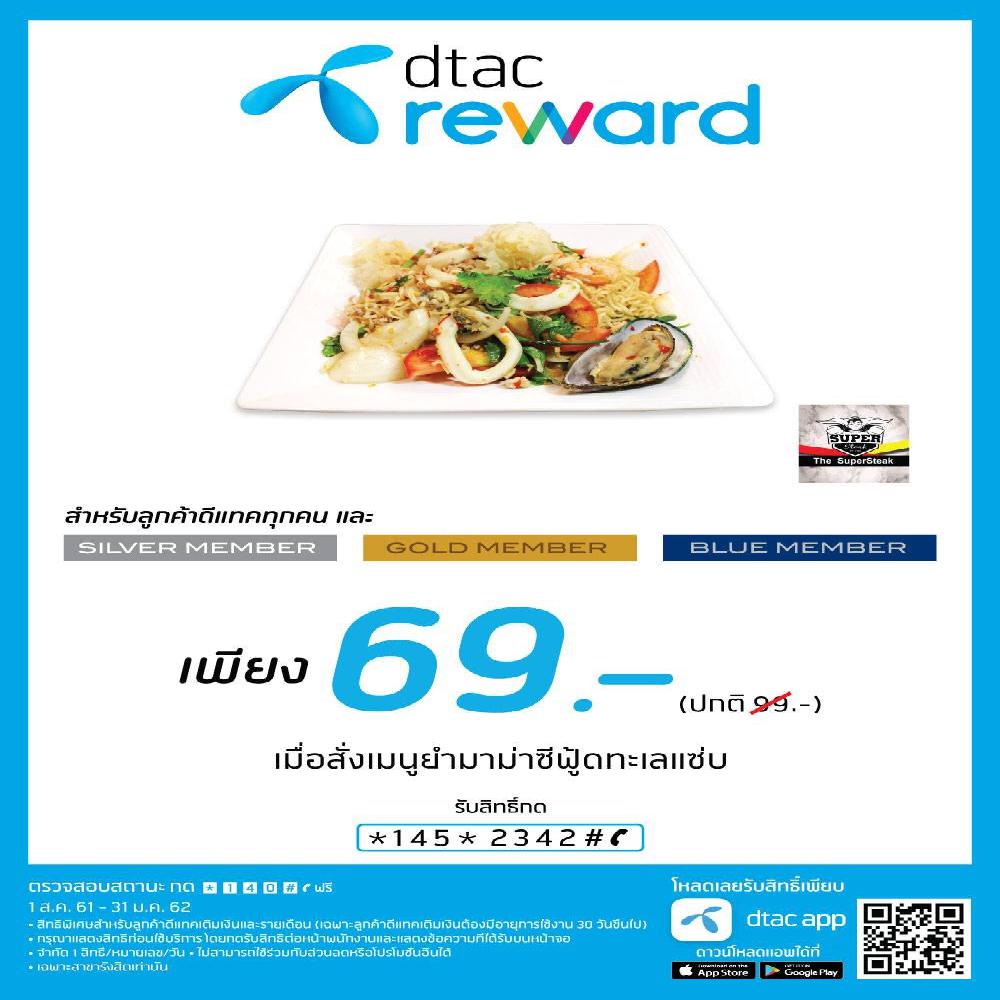 dtac
reward
SUPER
Steak
The SuperSteak
สำหรับลูกค้าดีแทคทุกคน และ
SILVER MEMBER GOLD MEMBER BLUE MEMBER
เพียง 69.– (ปกติ 99.-)
เมื่อสั่งเมนูยำมาม่าซีฟู้ดทะเลแซ่บ
รับสิทธิ์กด
*145* 2342#
ตรวจสอบสถานะ กด *140# ฟรี
1 ส.ค. 61 - 31 ม.ค. 62
• สิทธิพิเศษสำหรับลูกค้าดีแทคเติมเงินและรายเดือน (เฉพาะลูกค้าดีแทคเติมเงินต้องมีอายุการใช้งาน 30 วันขึ้นไป)
• กรุณาแสดงสิทธิก่อนใช้บริการ โดยกดรับสิทธิต่อหน้าพนักงานและแสดงข้อความที่ได้รับบนหน้าจอ
• จำกัด 1 สิทธิ์/หมายเลข/วัน • ไม่สามารถใช้ร่วมกับส่วนลดหรือโปรโมชั่นอื่นได้
• เฉพาะสาขารังสิตเท่านั้น
โหลดเลยรับสิทธิ์เพียบ
dtac app
ดาวน์โหลดแอพได้ที่
Download on the App Store GET IT ON Google Play